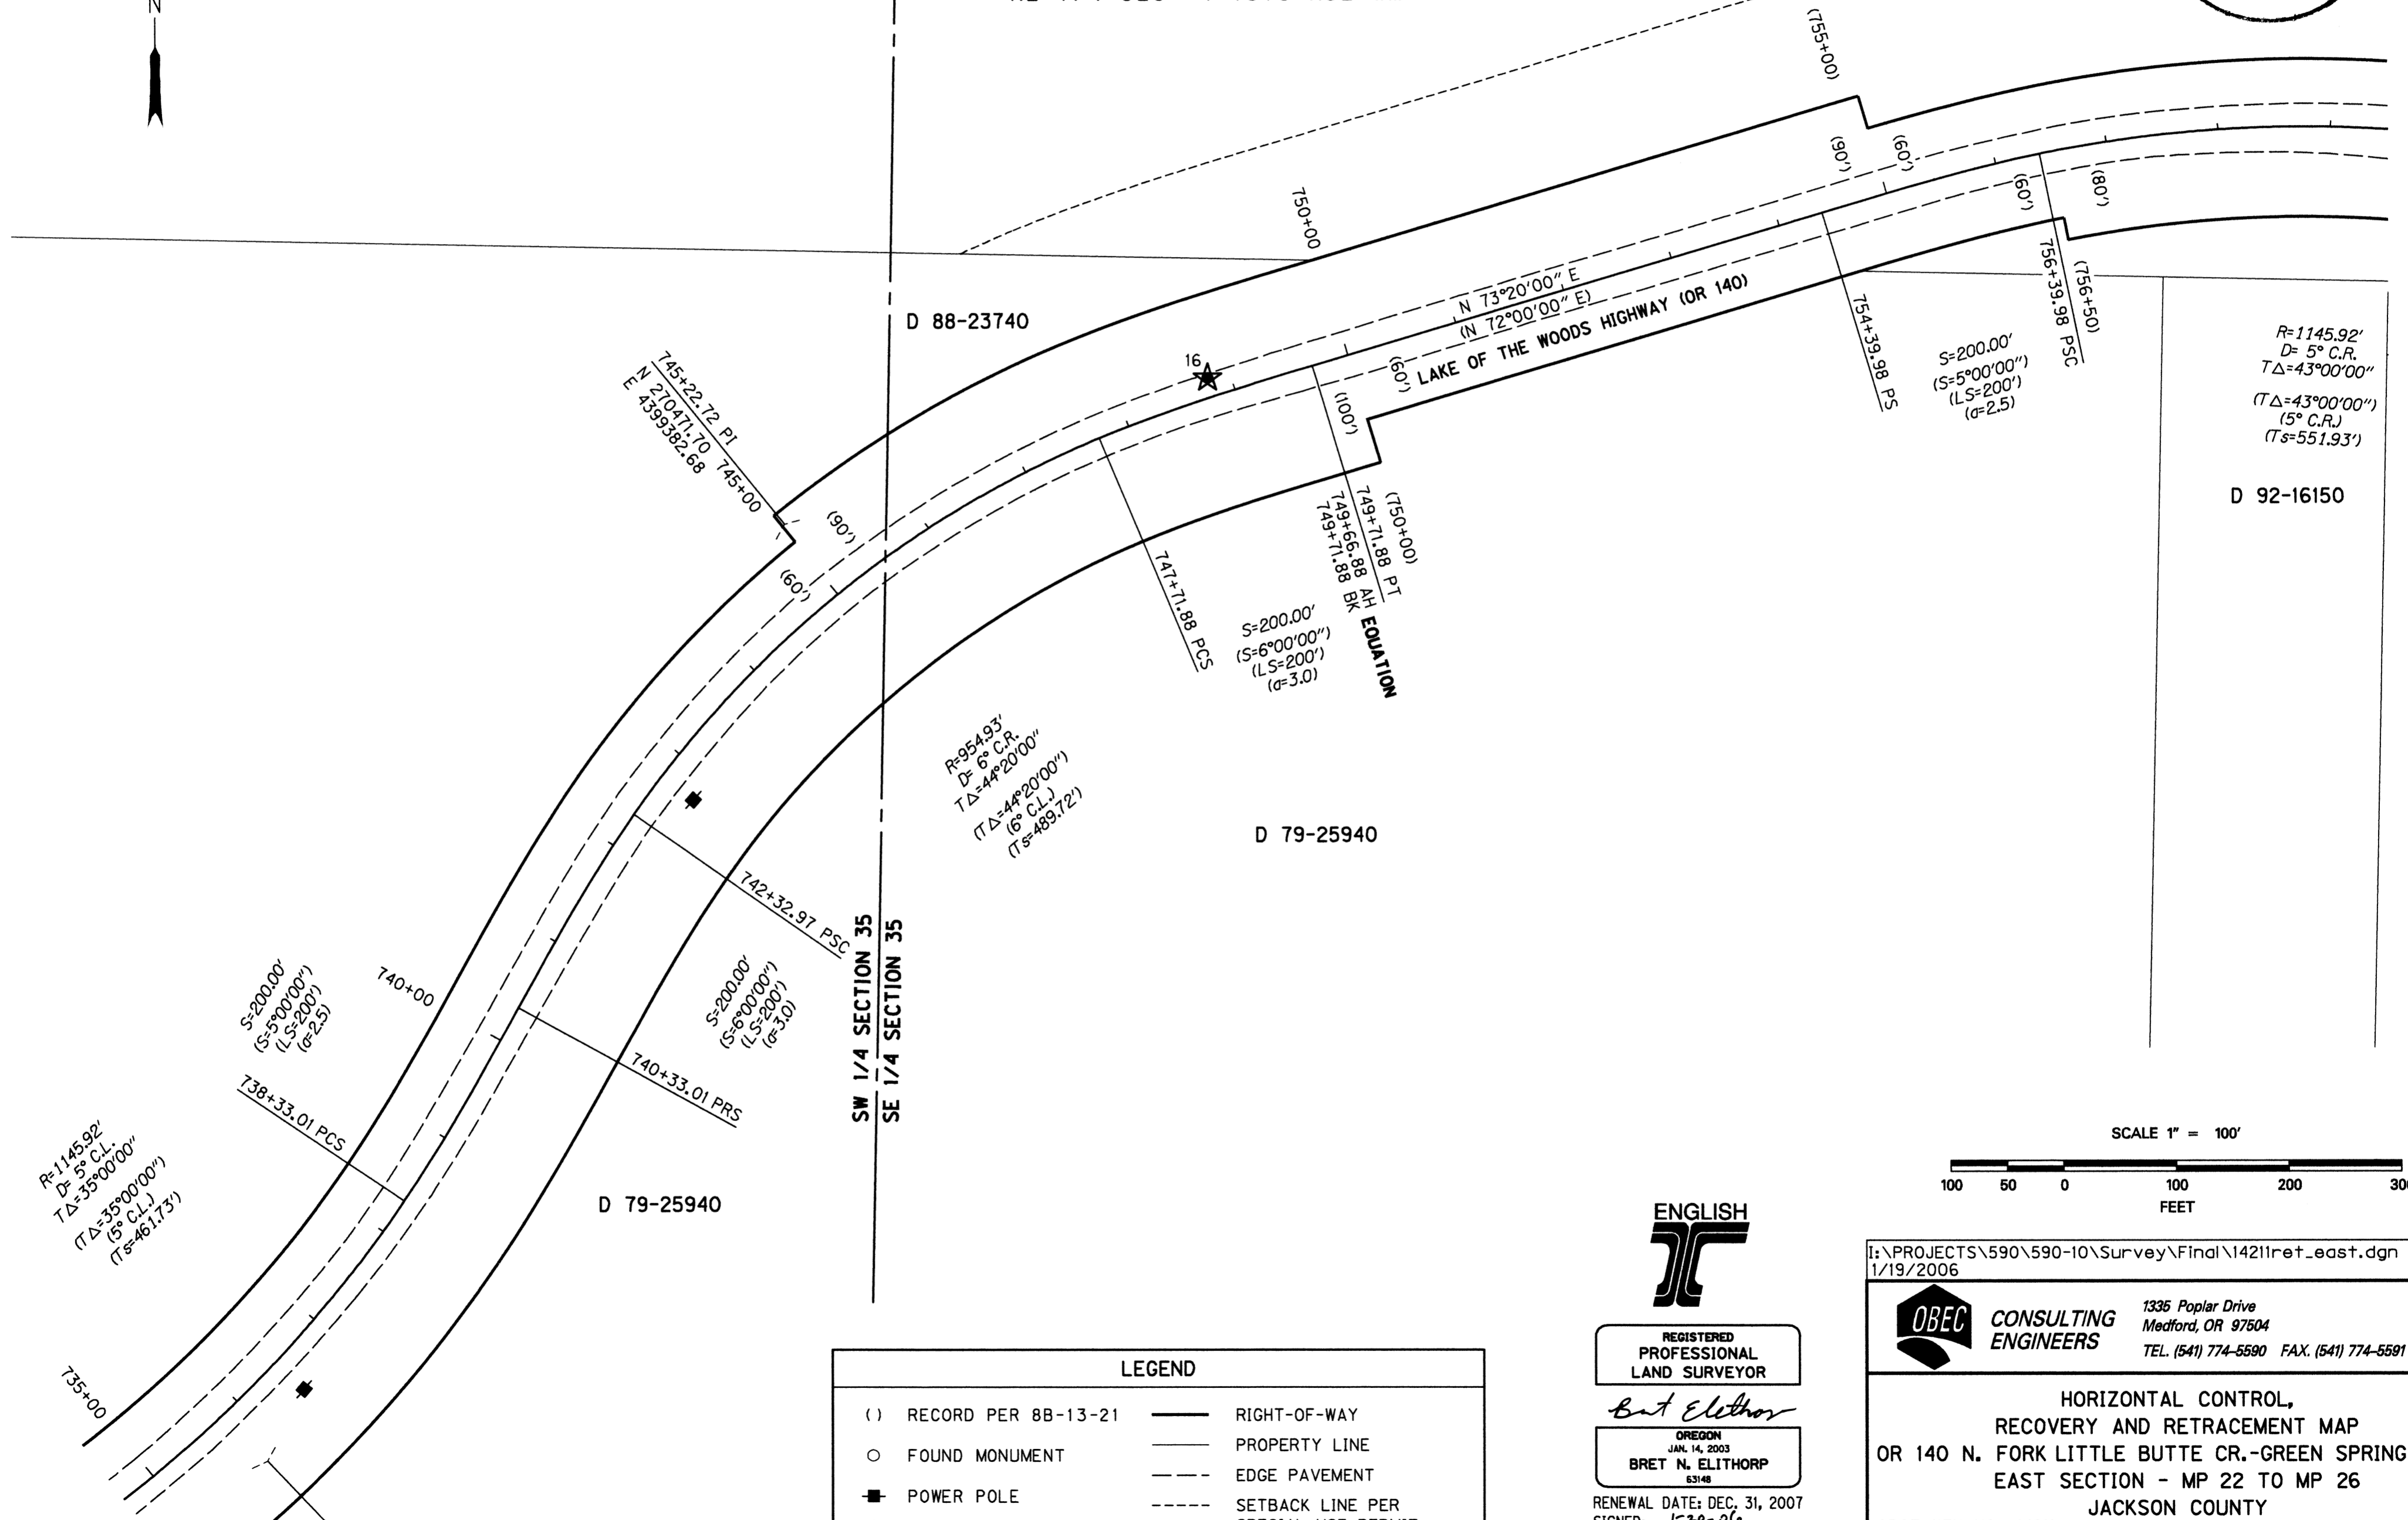 N
(755+00)
750+00
(90')
(60')
(60')
(80')
D 88-23740
16
N 73°20'00" E
(N 72°00'00" E)
LAKE OF THE WOODS HIGHWAY (OR 140)
(60')
(100')
754+39.98 PS
756+39.98 PSC
(756+50)
S=200.00'
(S=5°00'00")
(LS=200')
(a=2.5)
R=1145.92'
D= 5° C.R.
T△=43°00'00"
(T△=43°00'00")
(5° C.R.)
(Ts=551.93')
D 92-16150
745+22.72 PI
N 270471.70
E 4399382.68
745+00
(90')
(60')
747+71.88 PCS
(750+00)
749+71.88 PT
749+66.88 AH
749+71.88 BK
EQUATION
S=200.00'
(S=6°00'00")
(LS=200')
(a=3.0)
R=954.93'
D= 6° C.R.
T△=44°20'00"
(T△=44°20'00")
(6° C.L.)
(Ts=489.72')
D 79-25940
742+32.97 PSC
SW 1/4 SECTION 35
SE 1/4 SECTION 35
S=200.00'
(S=5°00'00")
(LS=200')
(a=2.5)
740+00
S=200.00'
(S=6°00'00")
(LS=200')
(a=3.0)
740+33.01 PRS
738+33.01 PCS
R=1145.92'
D= 5° C.L.
T△=35°00'00"
(T△=35°00'00")
(5° C.L.)
(Ts=461.73')
D 79-25940
735+00
SCALE 1" = 100'
100 50 0 100 200
FEET
ENGLISH
REGISTERED
PROFESSIONAL
LAND SURVEYOR
Bret Elithorp
OREGON
JAN. 14, 2003
BRET N. ELITHORP
53148
RENEWAL DATE: DEC. 31, 2007
I:\PROJECTS\590\590-10\Survey\Final\14211ret_east.dgn
1/19/2006
OBEC
CONSULTING
ENGINEERS
1335 Poplar Drive
Medford, OR 97504
TEL. (541) 774-5590 FAX. (541) 774-5591
HORIZONTAL CONTROL,
RECOVERY AND RETRACEMENT MAP
OR 140 N. FORK LITTLE BUTTE CR.-GREEN SPRING
EAST SECTION - MP 22 TO MP 26
JACKSON COUNTY
LEGEND
( ) RECORD PER 8B-13-21
FOUND MONUMENT
POWER POLE
RIGHT-OF-WAY
PROPERTY LINE
EDGE PAVEMENT
SETBACK LINE PER